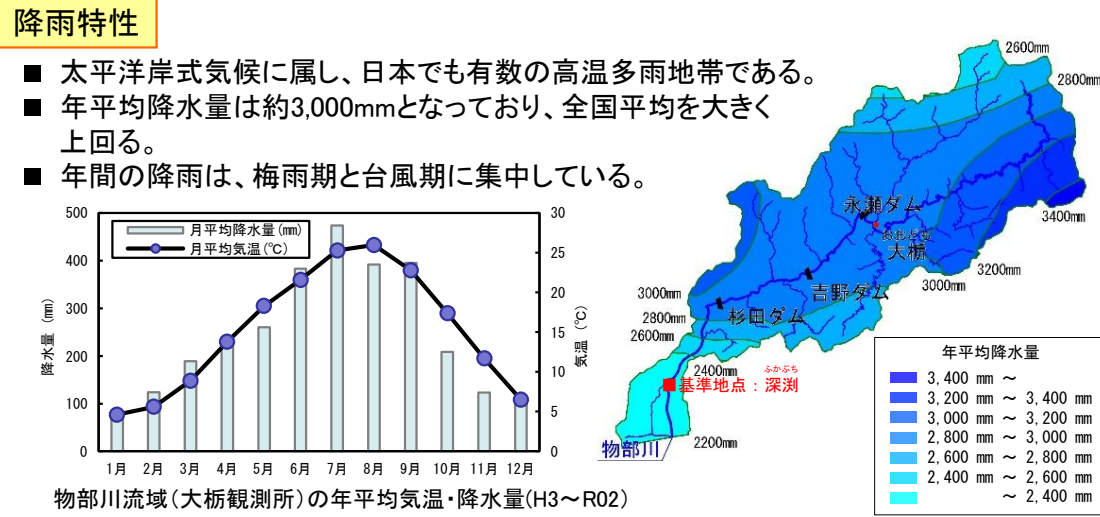 降雨特性
■ 太平洋岸式気候に属し、日本でも有数の高温多雨地帯である。
■ 年平均降水量は約3,000mmとなっており、全国平均を大きく
上回る。
■ 年間の降雨は、梅雨期と台風期に集中している。
月平均降水量(mm)
月平均気温(℃)
降水量 (mm)
500
400
300
200
100
0
気温 (℃)
30
25
20
15
10
5
0
1月 2月 3月 4月 5月 6月 7月 8月 9月 10月 11月 12月
物部川流域(大栃観測所)の年平均気温・降水量(H3～R02)
2600mm
2800mm
3400mm
3200mm
3000mm
永瀬ダム
おおどち
大栃
吉野ダム
杉田ダム
3000mm
2800mm
2600mm
2400mm
ふかぶち
基準地点：深渕
物部川
2200mm
年平均降水量
3,400 mm ～
3,200 mm ～ 3,400 mm
3,000 mm ～ 3,200 mm
2,800 mm ～ 3,000 mm
2,600 mm ～ 2,800 mm
2,400 mm ～ 2,600 mm
～ 2,400 mm